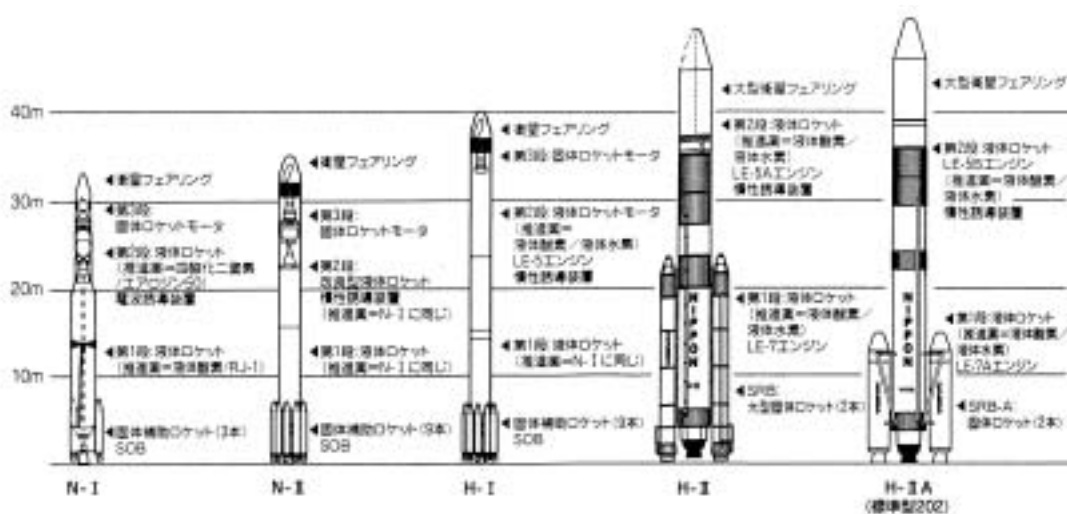 40m
30m
20m
10m
◀衛星フェアリング
◀第3段:
固体ロケットモータ
◀第2段:液体ロケット
(推進薬=四酸化二窒素
/エアロジン50)
電波誘導装置
◀第1段:液体ロケット
(推進薬=液体酸素/RJ-1)
◀固体補助ロケット(3本)
SOB
N-I
◀衛星フェアリング
◀第3段:
固体ロケットモータ
◀第2段:
改良型液体ロケット
慣性誘導装置
(推進薬=N-Iに同じ)
◀第1段:液体ロケット
(推進薬=N-Iに同じ)
◀固体補助ロケット(9本)
SOB
N-II
◀衛星フェアリング
◀第3段:固体ロケットモータ
◀第2段:液体ロケットモータ
(推進薬=
液体酸素/液体水素)
LE-5エンジン
慣性誘導装置
◀第1段:液体ロケット
(推進薬=N-Iに同じ)
◀固体補助ロケット(9本)
SOB
H-I
◀大型衛星フェアリング
◀第2段:液体ロケット
(推進薬=液体酸素/
液体水素)
LE-5Aエンジン
慣性誘導装置
NIPPON
◀第1段:液体ロケット
(推進薬=液体酸素/
液体水素)
LE-7エンジン
◀SRB:
大型固体ロケット(2本)
H-II
◀大型衛星フェアリング
◀第2段:液体ロケット
LE-5Bエンジン
(推進薬=液体酸素/
液体水素)
慣性誘導装置
NIPPON
◀第1段:液体ロケット
(推進薬=液体酸素/
液体水素)
LE-7Aエンジン
◀SRB-A:
固体ロケット(2本)
H-IIA
(標準型202)